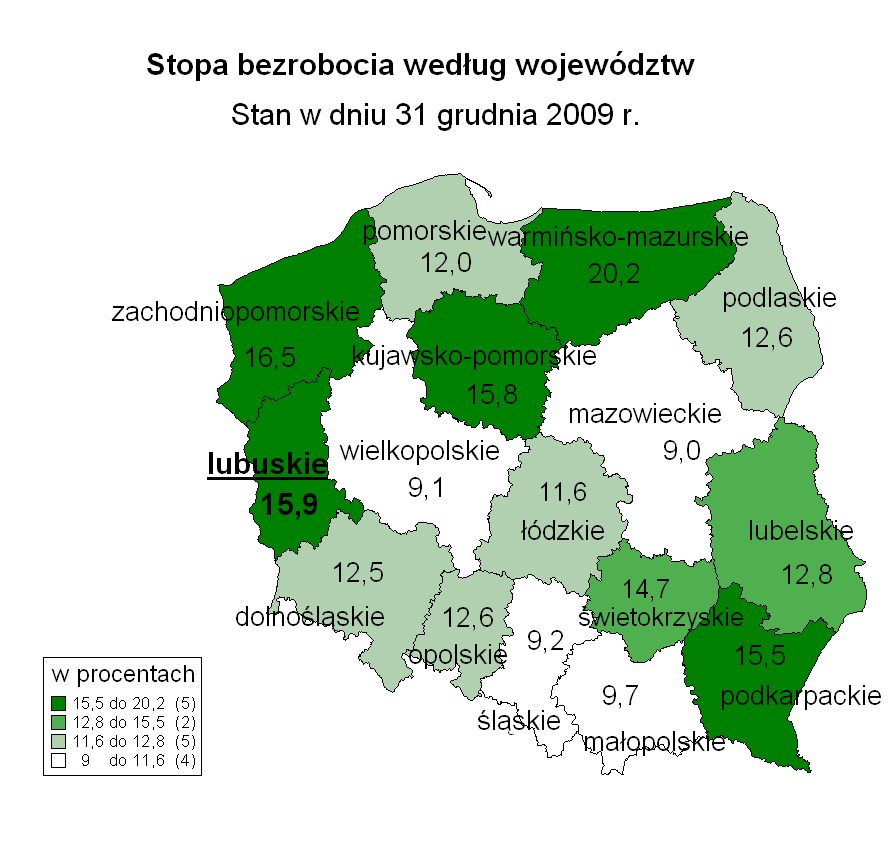 Stopa bezrobocia według województw
Stan w dniu 31 grudnia 2009 r.
pomorskie
12,0
warmińsko-mazurskie
20,2
podlaskie
12,6
zachodniopomorskie
16,5
kujawsko-pomorskie
15,8
mazowieckie
9,0
wielkopolskie
9,1
lubuskie
15,9
11,6
łódzkie
lubelskie
12,8
12,5
dolnośląskie
12,6
opolskie
9,2
śląskie
14,7
świetokrzyskie
15,5
podkarpackie
9,7
małopolskie
w procentach
15,5 do 20,2 (5)
12,8 do 15,5 (2)
11,6 do 12,8 (5)
9 do 11,6 (4)